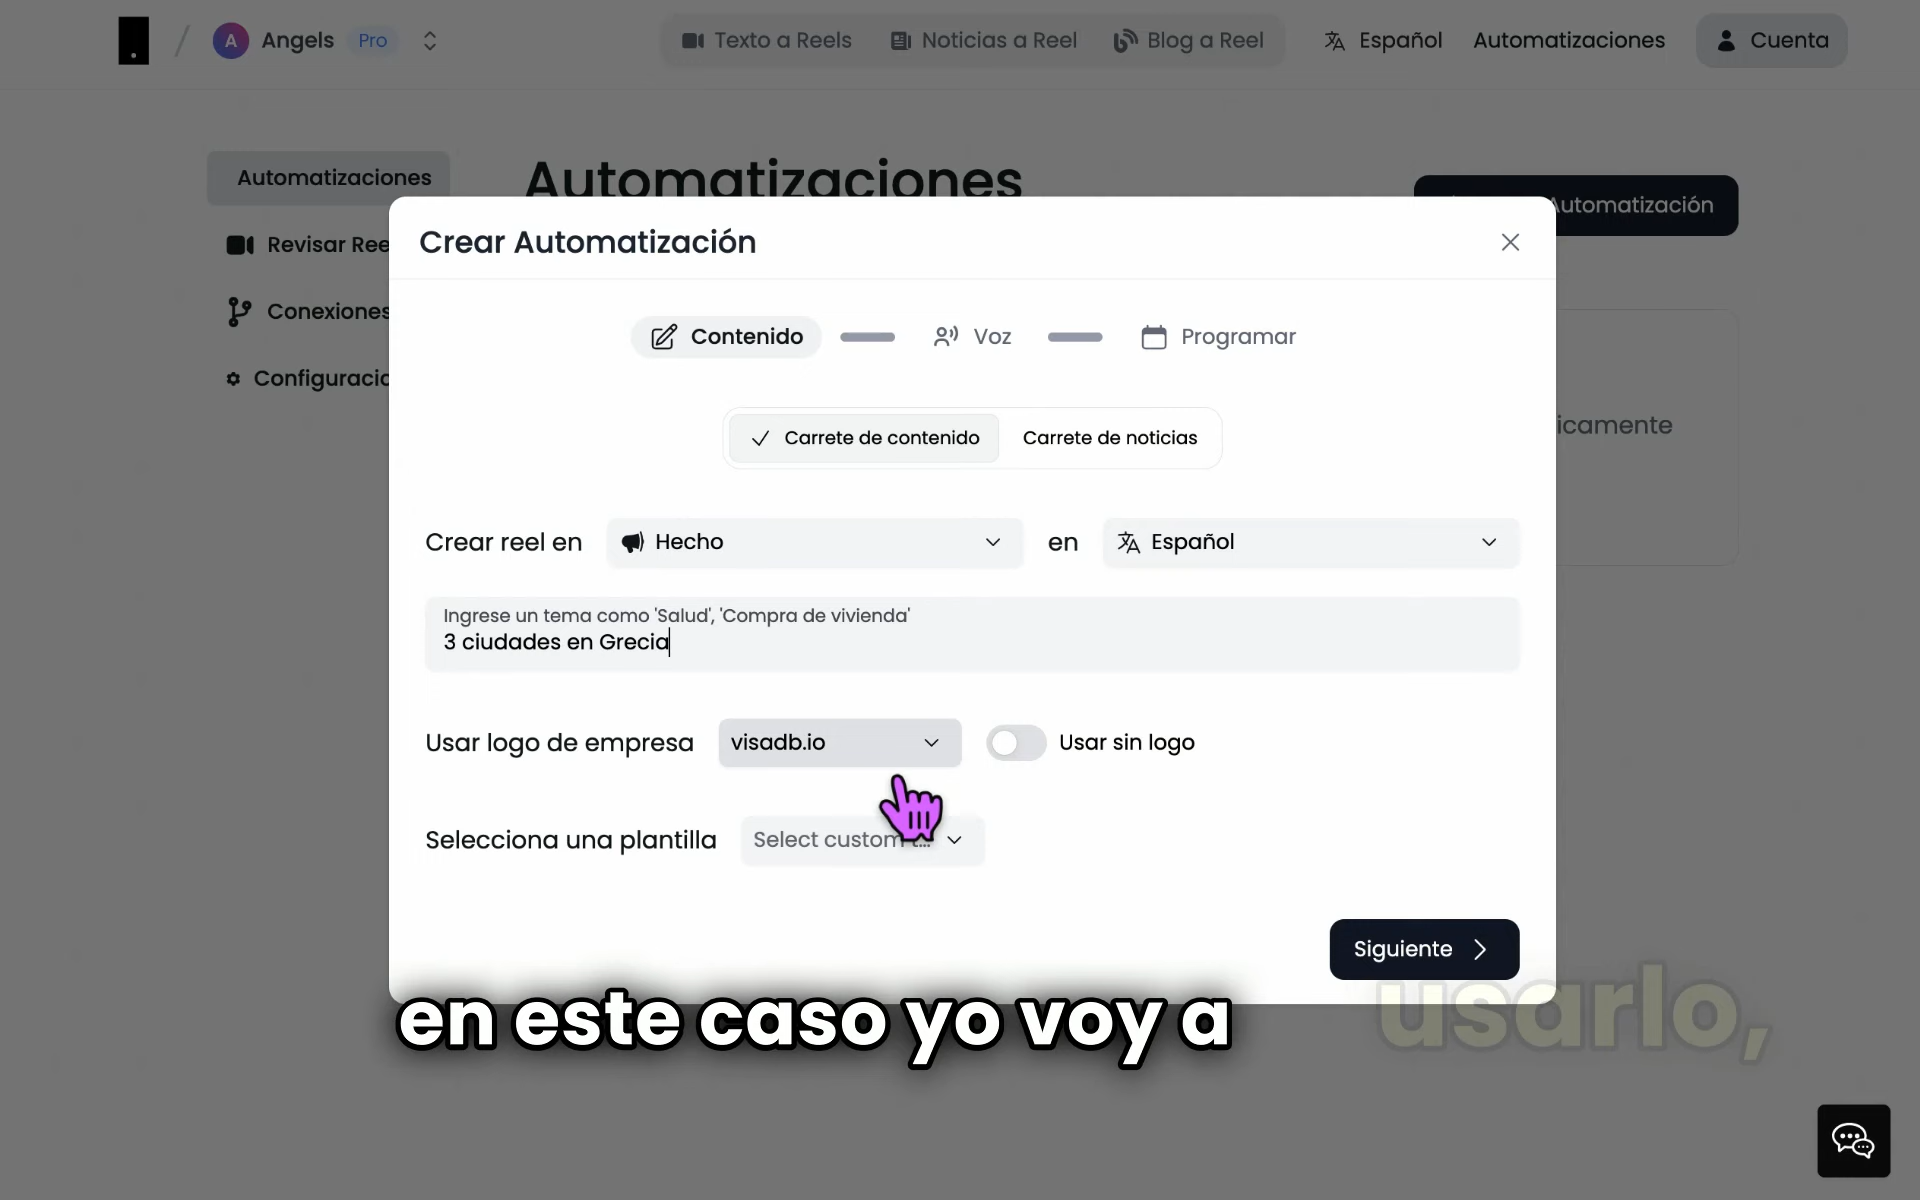 A Angels Pro
Texto a Reels
Noticias a Reel
Blog a Reel
Español
Automatizaciones
Cuenta
Automatizaciones
Revisar Ree
Conexiones
Configuracio
Automatizaciones
Automatización
icamente
Crear Automatización
Contenido
Voz
Programar
Carrete de contenido
Carrete de noticias
Crear reel en
Hecho
en
Español
Ingrese un tema como 'Salud', 'Compra de vivienda'
3 ciudades en Grecia
Usar logo de empresa
visadb.io
Usar sin logo
Selecciona una plantilla
Select custom t...
Siguiente
en este caso yo voy a usarlo,